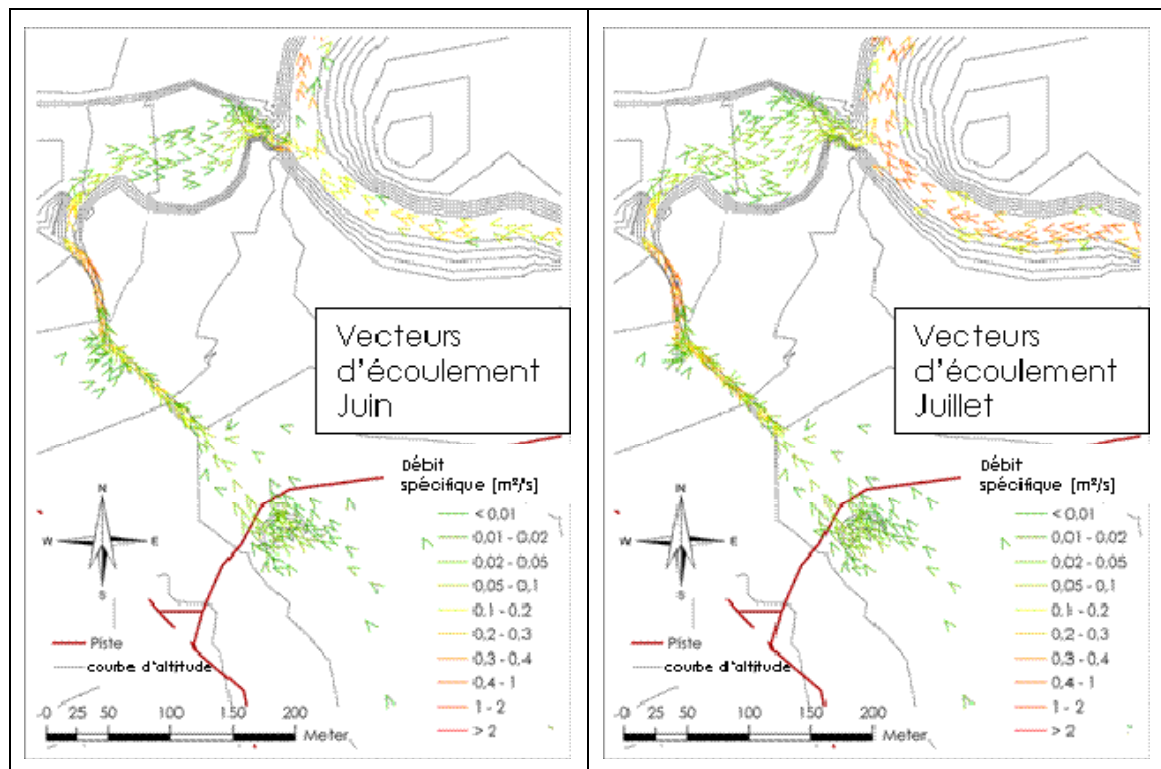 Vecteurs
d'écoulement
Juin
Débit
spécifique [m²/s]
< 0,01
0,01 - 0,02
0,02 - 0,05
0,05 - 0,1
0,1 - 0,2
0,2 - 0,3
0,3 - 0,4
0,4 - 1
1 - 2
> 2
N
W
E
S
Piste
courbe d'altitude
0 25 50 100 150 200
Meter
Vecteurs
d'écoulement
Juillet
Débit
spécifique [m²/s]
< 0,01
0,01 - 0,02
0,02 - 0,05
0,05 - 0,1
0,1 - 0,2
0,2 - 0,3
0,3 - 0,4
0,4 - 1
1 - 2
> 2
N
W
E
S
Piste
courbe d'altitude
0 25 50 100 150 200
Meter